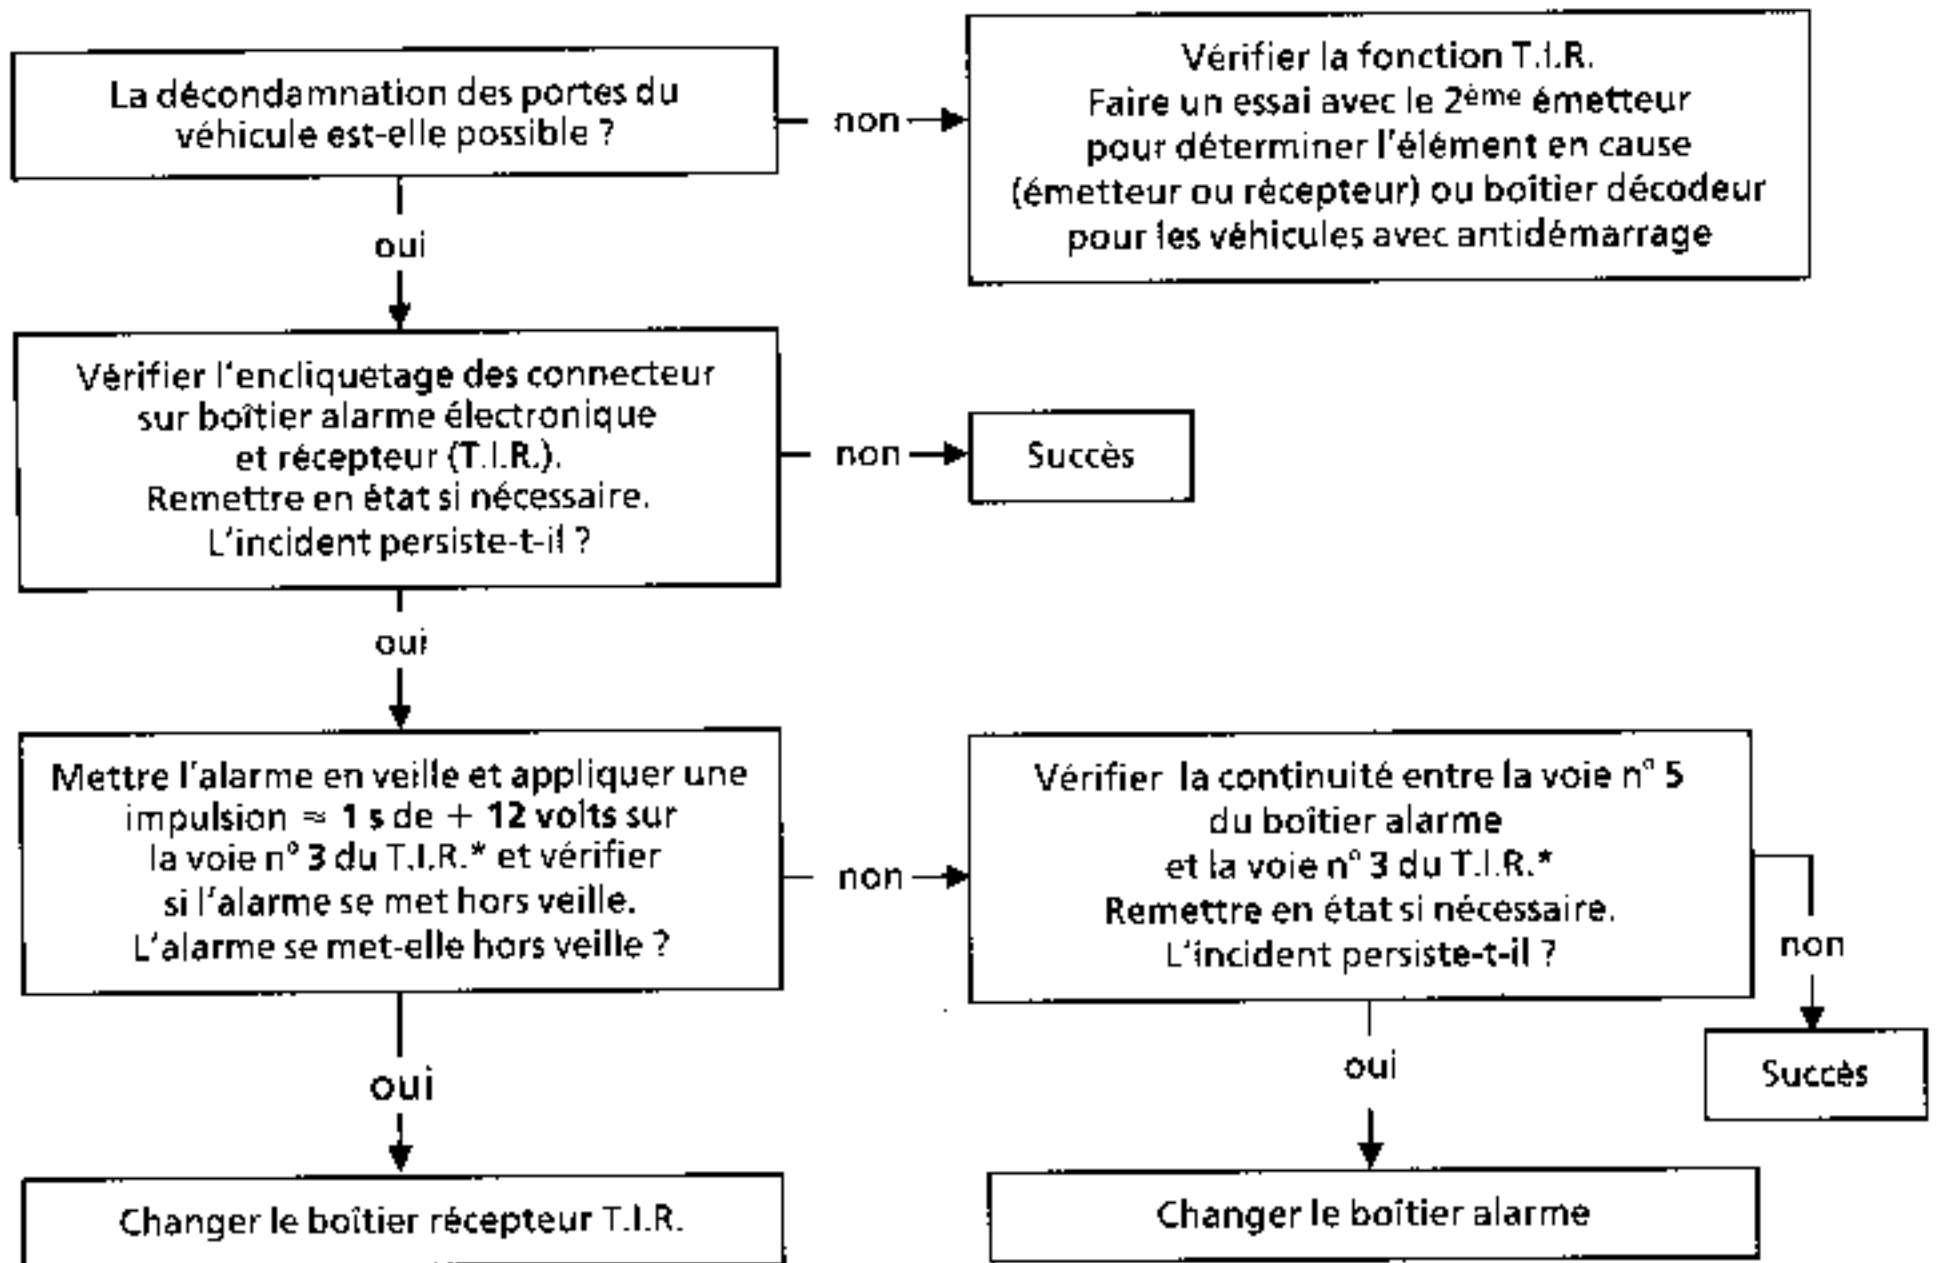 La décondamnation des portes du
véhicule est-elle possible ?
non
Vérifier la fonction T.I.R.
Faire un essai avec le 2ème émetteur
pour déterminer l'élément en cause
(émetteur ou récepteur) ou boîtier décodeur
pour les véhicules avec antidémarrage
oui
Vérifier l'encliquetage des connecteur
sur boîtier alarme électronique
et récepteur (T.I.R.).
Remettre en état si nécessaire.
L'incident persiste-t-il ?
non
Succès
oui
Mettre l'alarme en veille et appliquer une
impulsion ≈ 1 s de + 12 volts sur
la voie n° 3 du T.I.R.* et vérifier
si l'alarme se met hors veille.
L'alarme se met-elle hors veille ?
non
Vérifier la continuité entre la voie n° 5
du boîtier alarme
et la voie n° 3 du T.I.R.*
Remettre en état si nécessaire.
L'incident persiste-t-il ?
non
Succès
oui
oui
Changer le boîtier récepteur T.I.R.
Changer le boîtier alarme